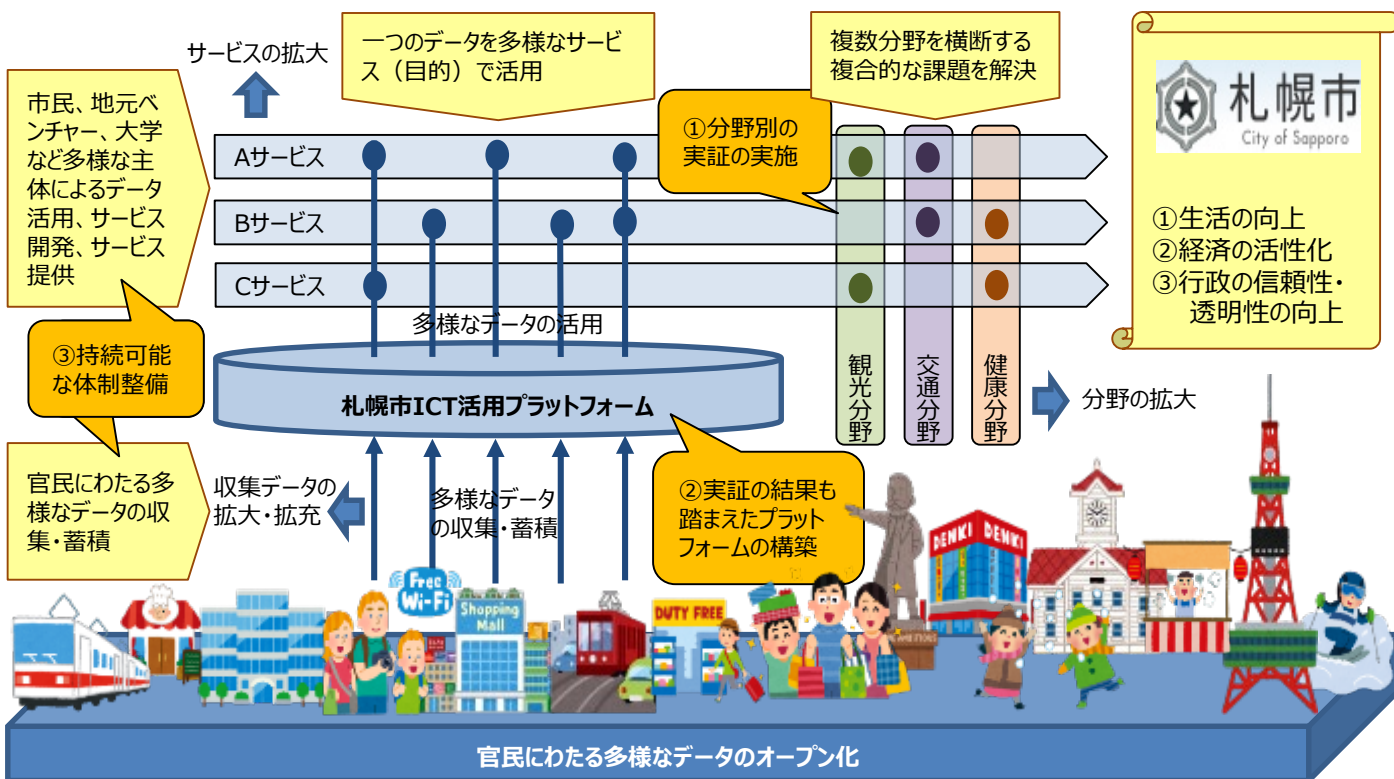 サービスの拡大
一つのデータを多様なサービ
ス（目的）で活用
複数分野を横断する
複合的な課題を解決
札幌市
City of Sapporo
市民、地元ベ
ンチャー、大学
など多様な主
体によるデータ
活用、サービス
開発、サービス
提供
①分野別の
実証の実施
Aサービス
Bサービス
Cサービス
①生活の向上
②経済の活性化
③行政の信頼性・
透明性の向上
多様なデータの活用
③持続可能
な体制整備
札幌市ICT活用プラットフォーム
観光分野
交通分野
健康分野
分野の拡大
官民にわたる多
様なデータの収
集・蓄積
収集データの
拡大・拡充
多様なデータ
の収集・蓄積
②実証の結果も
踏まえたプラット
フォームの構築
Free
Wi-Fi
Shopping
Mall
DUTY FREE
DENKI
DENKI
官民にわたる多様なデータのオープン化